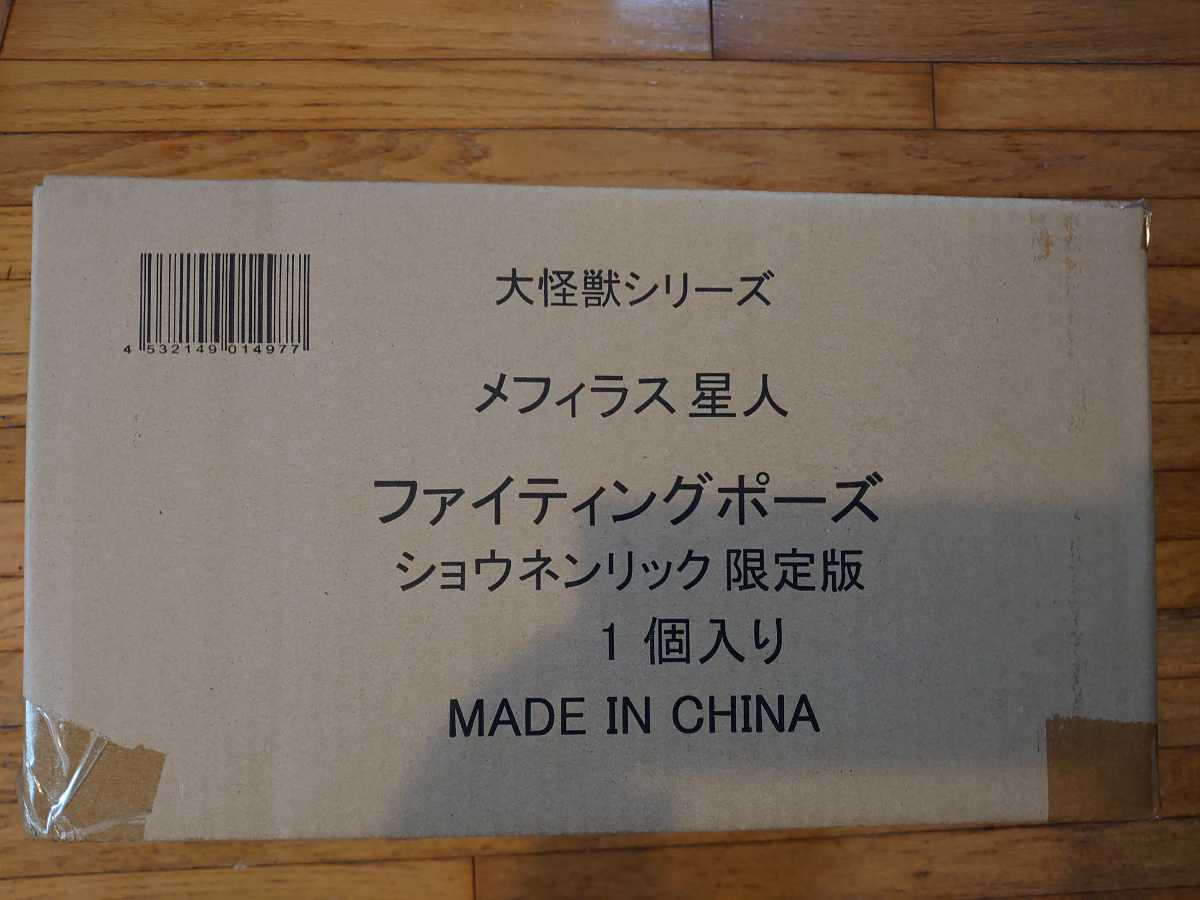 大怪獣シリーズ
4 532149 014977
メフィラス 星人
ファイティングポーズ
ショウネンリック 限定版
1 個入り
MADE IN CHINA